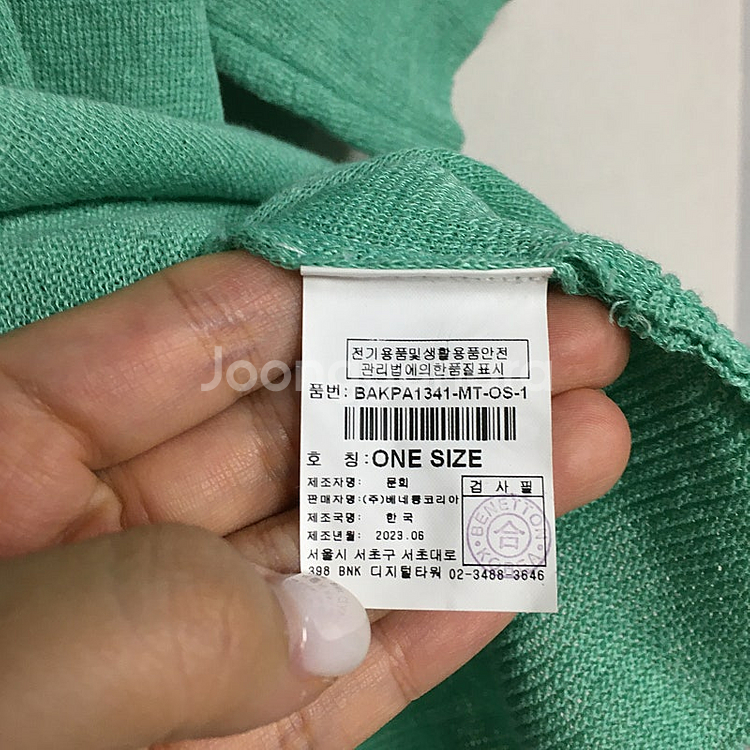 전기용품및생활용품안전
관리법에의한품질표시
품번: BAKPA1341-MT-OS-1
호 칭:ONE SIZE
제조자명: 문희
판매자명:(주)베네통코리아
제조국명: 한국
제조년월: 2023.06
검 사 필
BENETTON
合
KOREA
서울시 서초구 서초대로
398 BNK 디지털타워 02-3488-3646